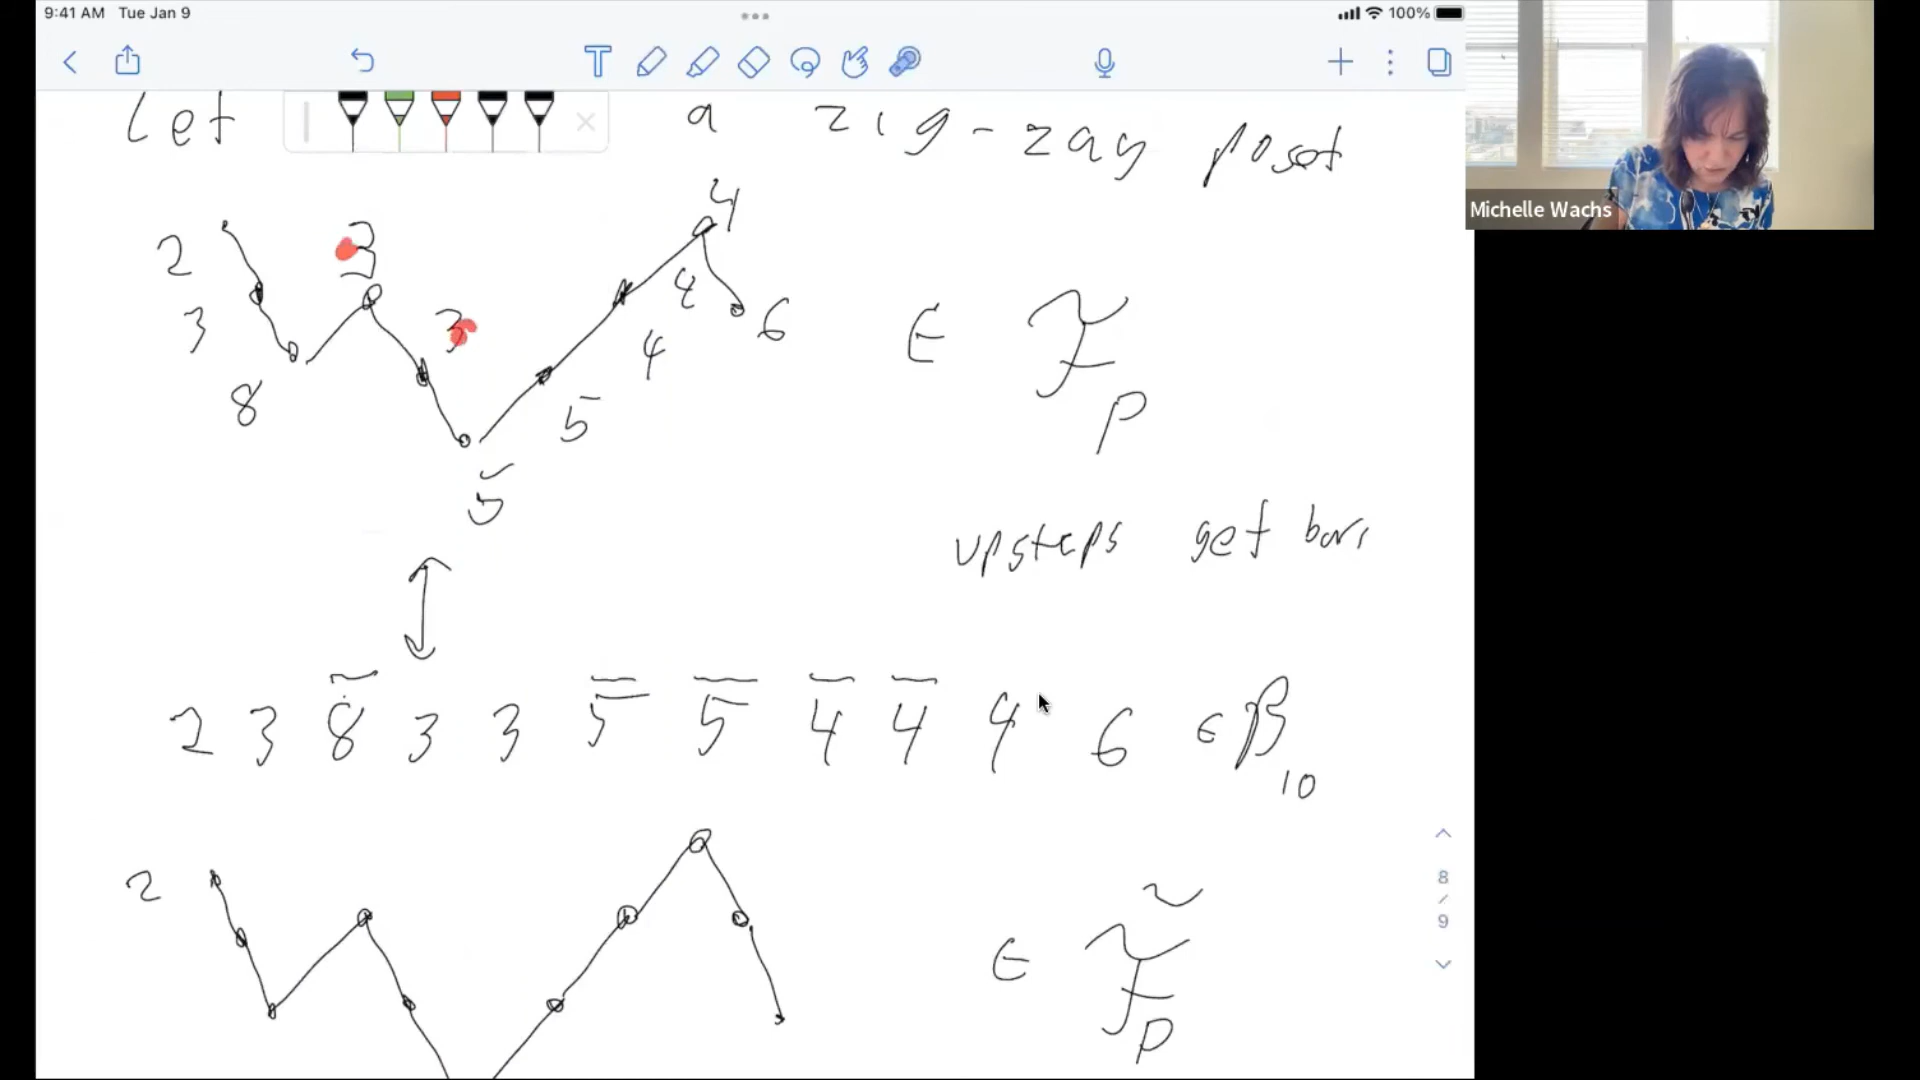 9:41 AM Tue Jan 9
100%
Let a zig-zag poset
Michelle Wachs
4
2 3
3 3 4 6 ∈ F_P
4
8 5
5
upsteps get bars
2 3 8̅ 3 3 5̅ 5̅ 4̅ 4̅ 4 6 ∈ B_10
8
/
9
2
∈ F̃_P